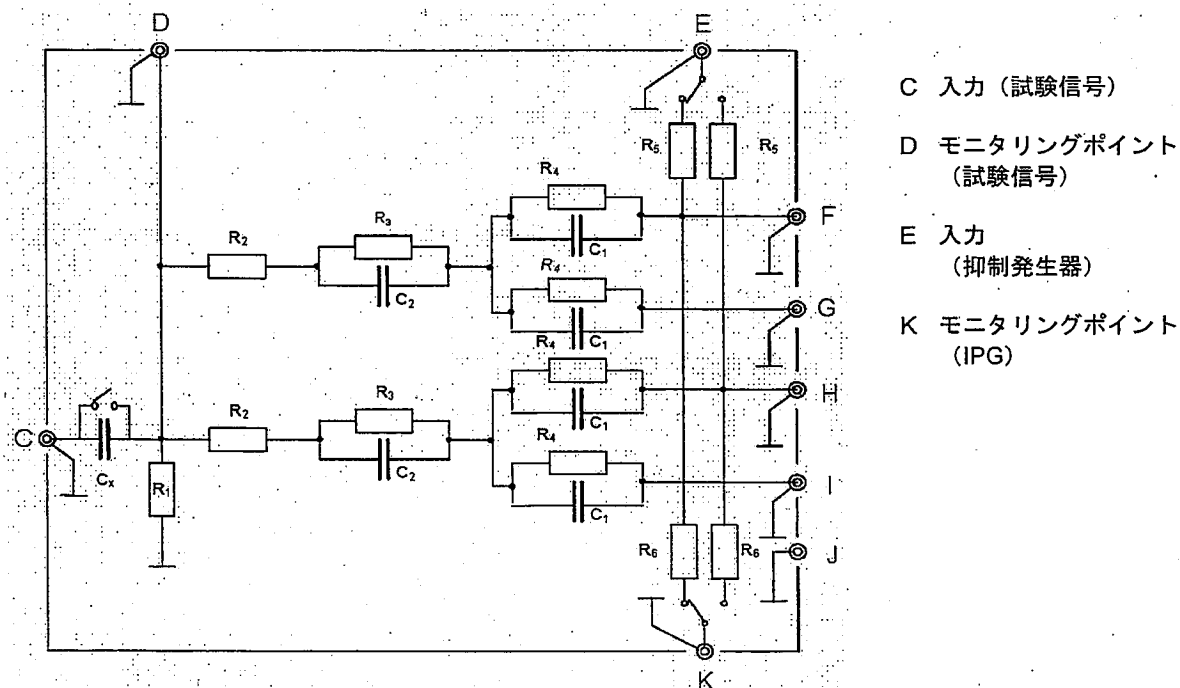 D
E
C 入力（試験信号）
D モニタリングポイント
（試験信号）
E 入力
（抑制発生器）
K モニタリングポイント
（IPG）
R₅
R₅
R₄
F
R₃
R₂
C₁
C₂
R₄
G
C₁
R₄
H
R₃
R₂
C₁
R₄
C
C₂
I
Cₓ
R₁
C₁
R₆
R₆
J
K